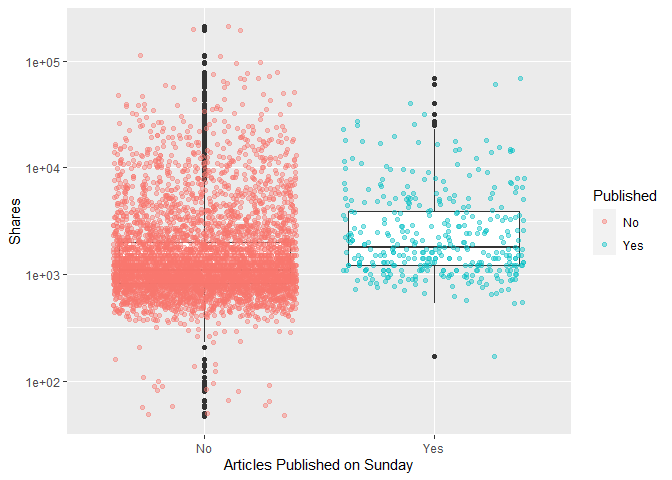 1e+05
1e+04
1e+03
1e+02
Shares
No
Yes
Articles Published on Sunday
Published
No
Yes